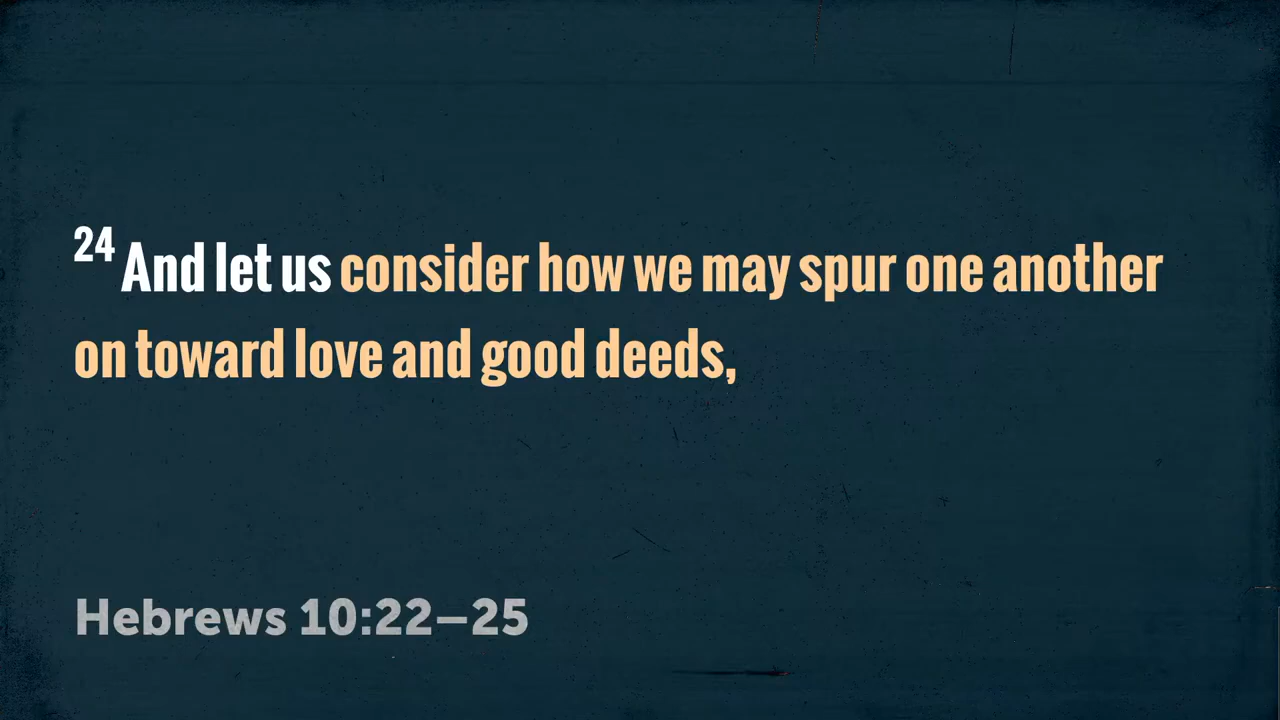 24 And let us consider how we may spur one another
on toward love and good deeds,
Hebrews 10:22–25